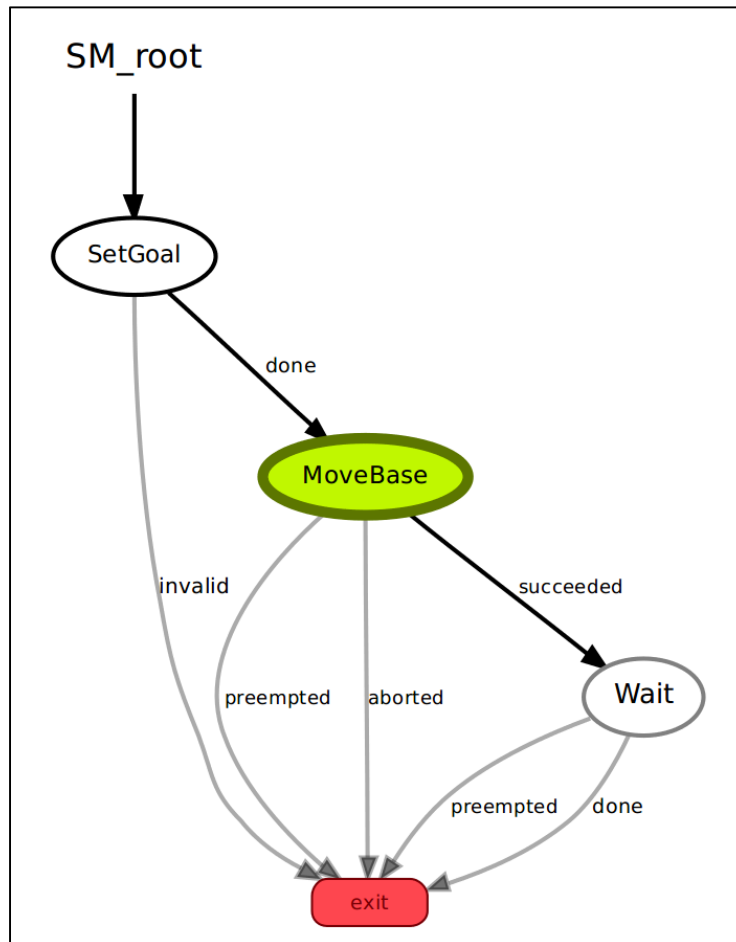 SM_root
SetGoal
done
MoveBase
invalid
succeeded
preempted
aborted
Wait
preempted
done
exit